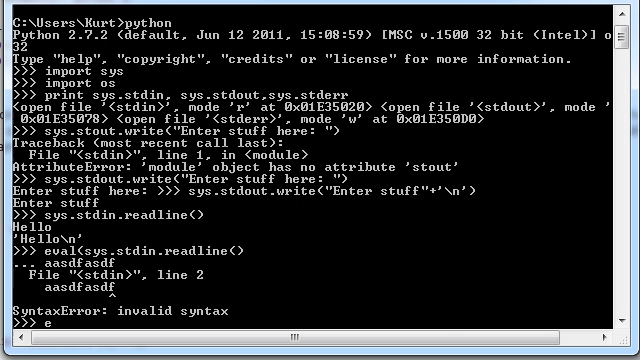 C:\Users\Kurt>python
Python 2.7.2 (default, Jun 12 2011, 15:08:59) [MSC v.1500 32 bit (Intel)] o
32
Type "help", "copyright", "credits" or "license" for more information.
>>> import sys
>>> import os
>>> print sys.stdin, sys.stdout,sys.stderr
<open file '<stdin>', mode 'r' at 0x01E35020> <open file '<stdout>', mode '
 0x01E35078> <open file '<stderr>', mode 'w' at 0x01E350D0>
>>> sys.stout.write("Enter stuff here: ")
Traceback (most recent call last):
  File "<stdin>", line 1, in <module>
AttributeError: 'module' object has no attribute 'stout'
>>> sys.stdout.write("Enter stuff here: ")
Enter stuff here: >>> sys.stdout.write("Enter stuff"+'\n')
Enter stuff
>>> sys.stdin.readline()
Hello
'Hello\n'
>>> eval(sys.stdin.readline()
... aasdfasdf
  File "<stdin>", line 2
    aasdfasdf
            ^
SyntaxError: invalid syntax
>>> e